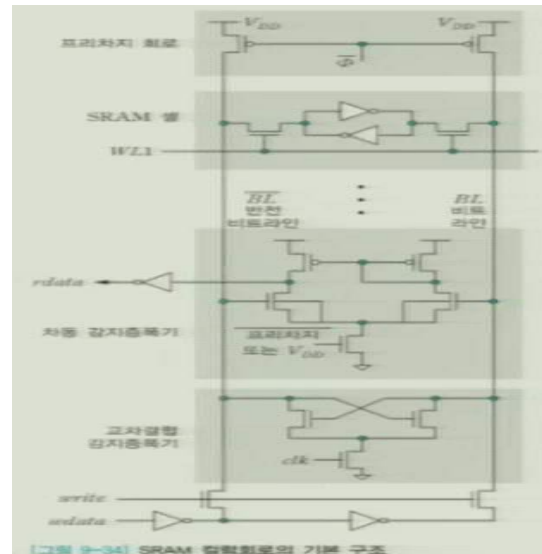 V_DD V_DD
프리차지 회로
Φ̅
SRAM 셀
WL1
B̅L̅ BL
반전 비트
비트라인 라인
rdata
차동 감지증폭기
프리차지
또는 V_DD
교차결합
감지증폭기
clk
write
wdata
[그림 9-34] SRAM 컬럼회로의 기본 구조